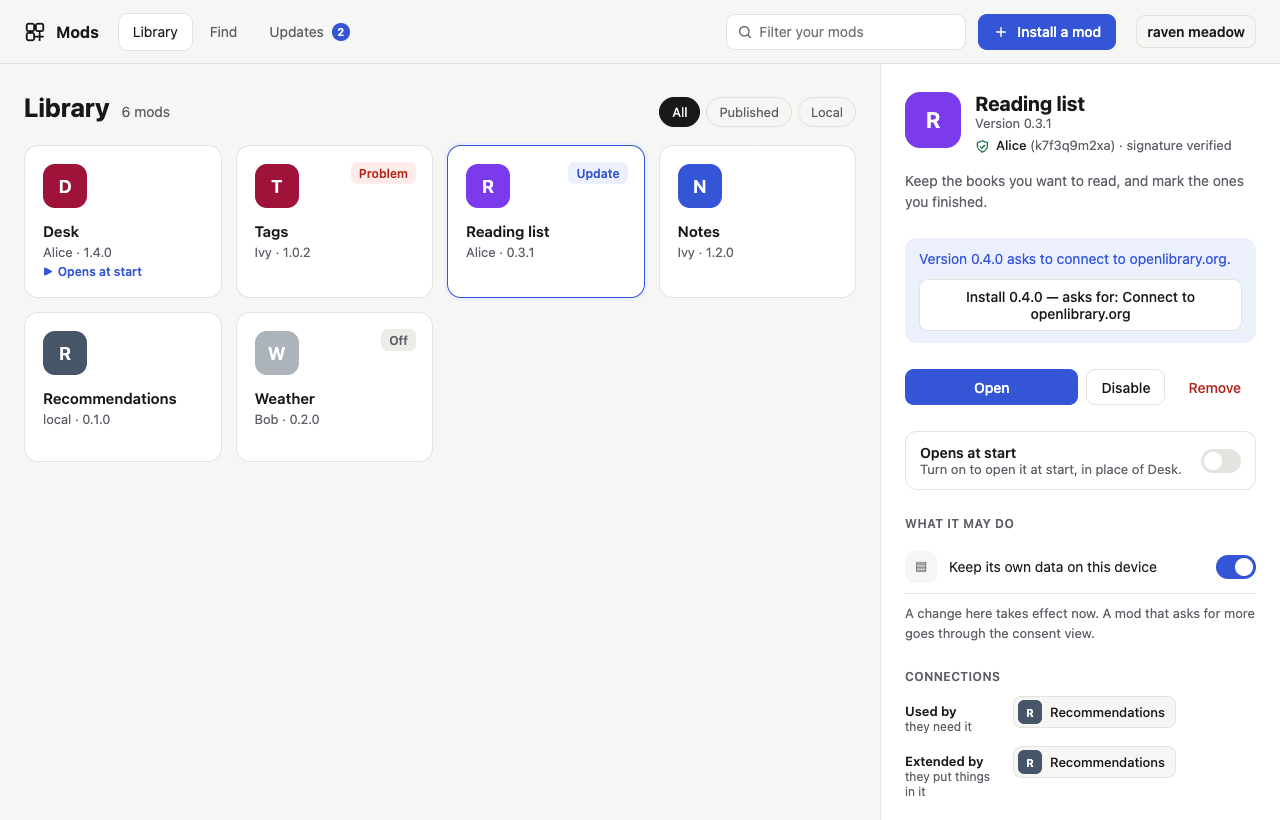 Mods
Library
Find
Updates 2
Filter your mods
Install a mod
raven meadow
Library
6 mods
All
Published
Local
D
Desk
Alice · 1.4.0
Opens at start
T
Problem
Tags
Ivy · 1.0.2
R
Update
Reading list
Alice · 0.3.1
N
Notes
Ivy · 1.2.0
R
Recommendations
local · 0.1.0
W
Off
Weather
Bob · 0.2.0
R
Reading list
Version 0.3.1
Alice (k7f3q9m2xa) · signature verified
Keep the books you want to read, and mark the ones
you finished.
Version 0.4.0 asks to connect to openlibrary.org.
Install 0.4.0 — asks for: Connect to
openlibrary.org
Open
Disable
Remove
Opens at start
Turn on to open it at start, in place of Desk.
WHAT IT MAY DO
Keep its own data on this device
A change here takes effect now. A mod that asks for more
goes through the consent view.
CONNECTIONS
Used by
they need it
R Recommendations
Extended by
they put things
in it
R Recommendations